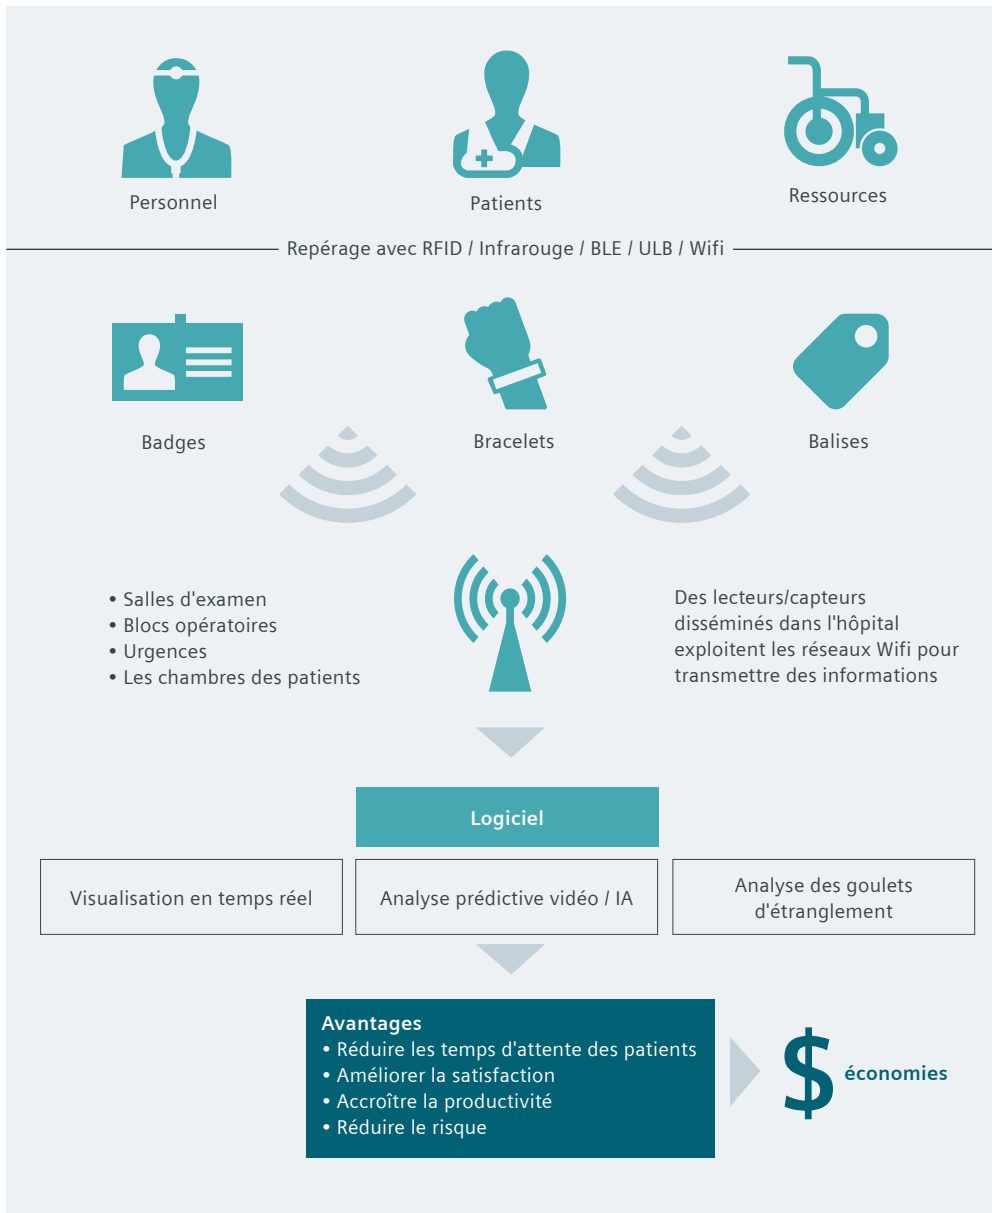 Personnel
Patients
Ressources
Repérage avec RFID / Infrarouge / BLE / ULB / Wifi
Badges
Bracelets
Balises
• Salles d'examen
• Blocs opératoires
• Urgences
• Les chambres des patients
Des lecteurs/capteurs
disséminés dans l'hôpital
exploitent les réseaux Wifi pour
transmettre des informations
Logiciel
Visualisation en temps réel
Analyse prédictive vidéo / IA
Analyse des goulets
d'étranglement
Avantages
• Réduire les temps d'attente des patients
• Améliorer la satisfaction
• Accroître la productivité
• Réduire le risque
$ économies